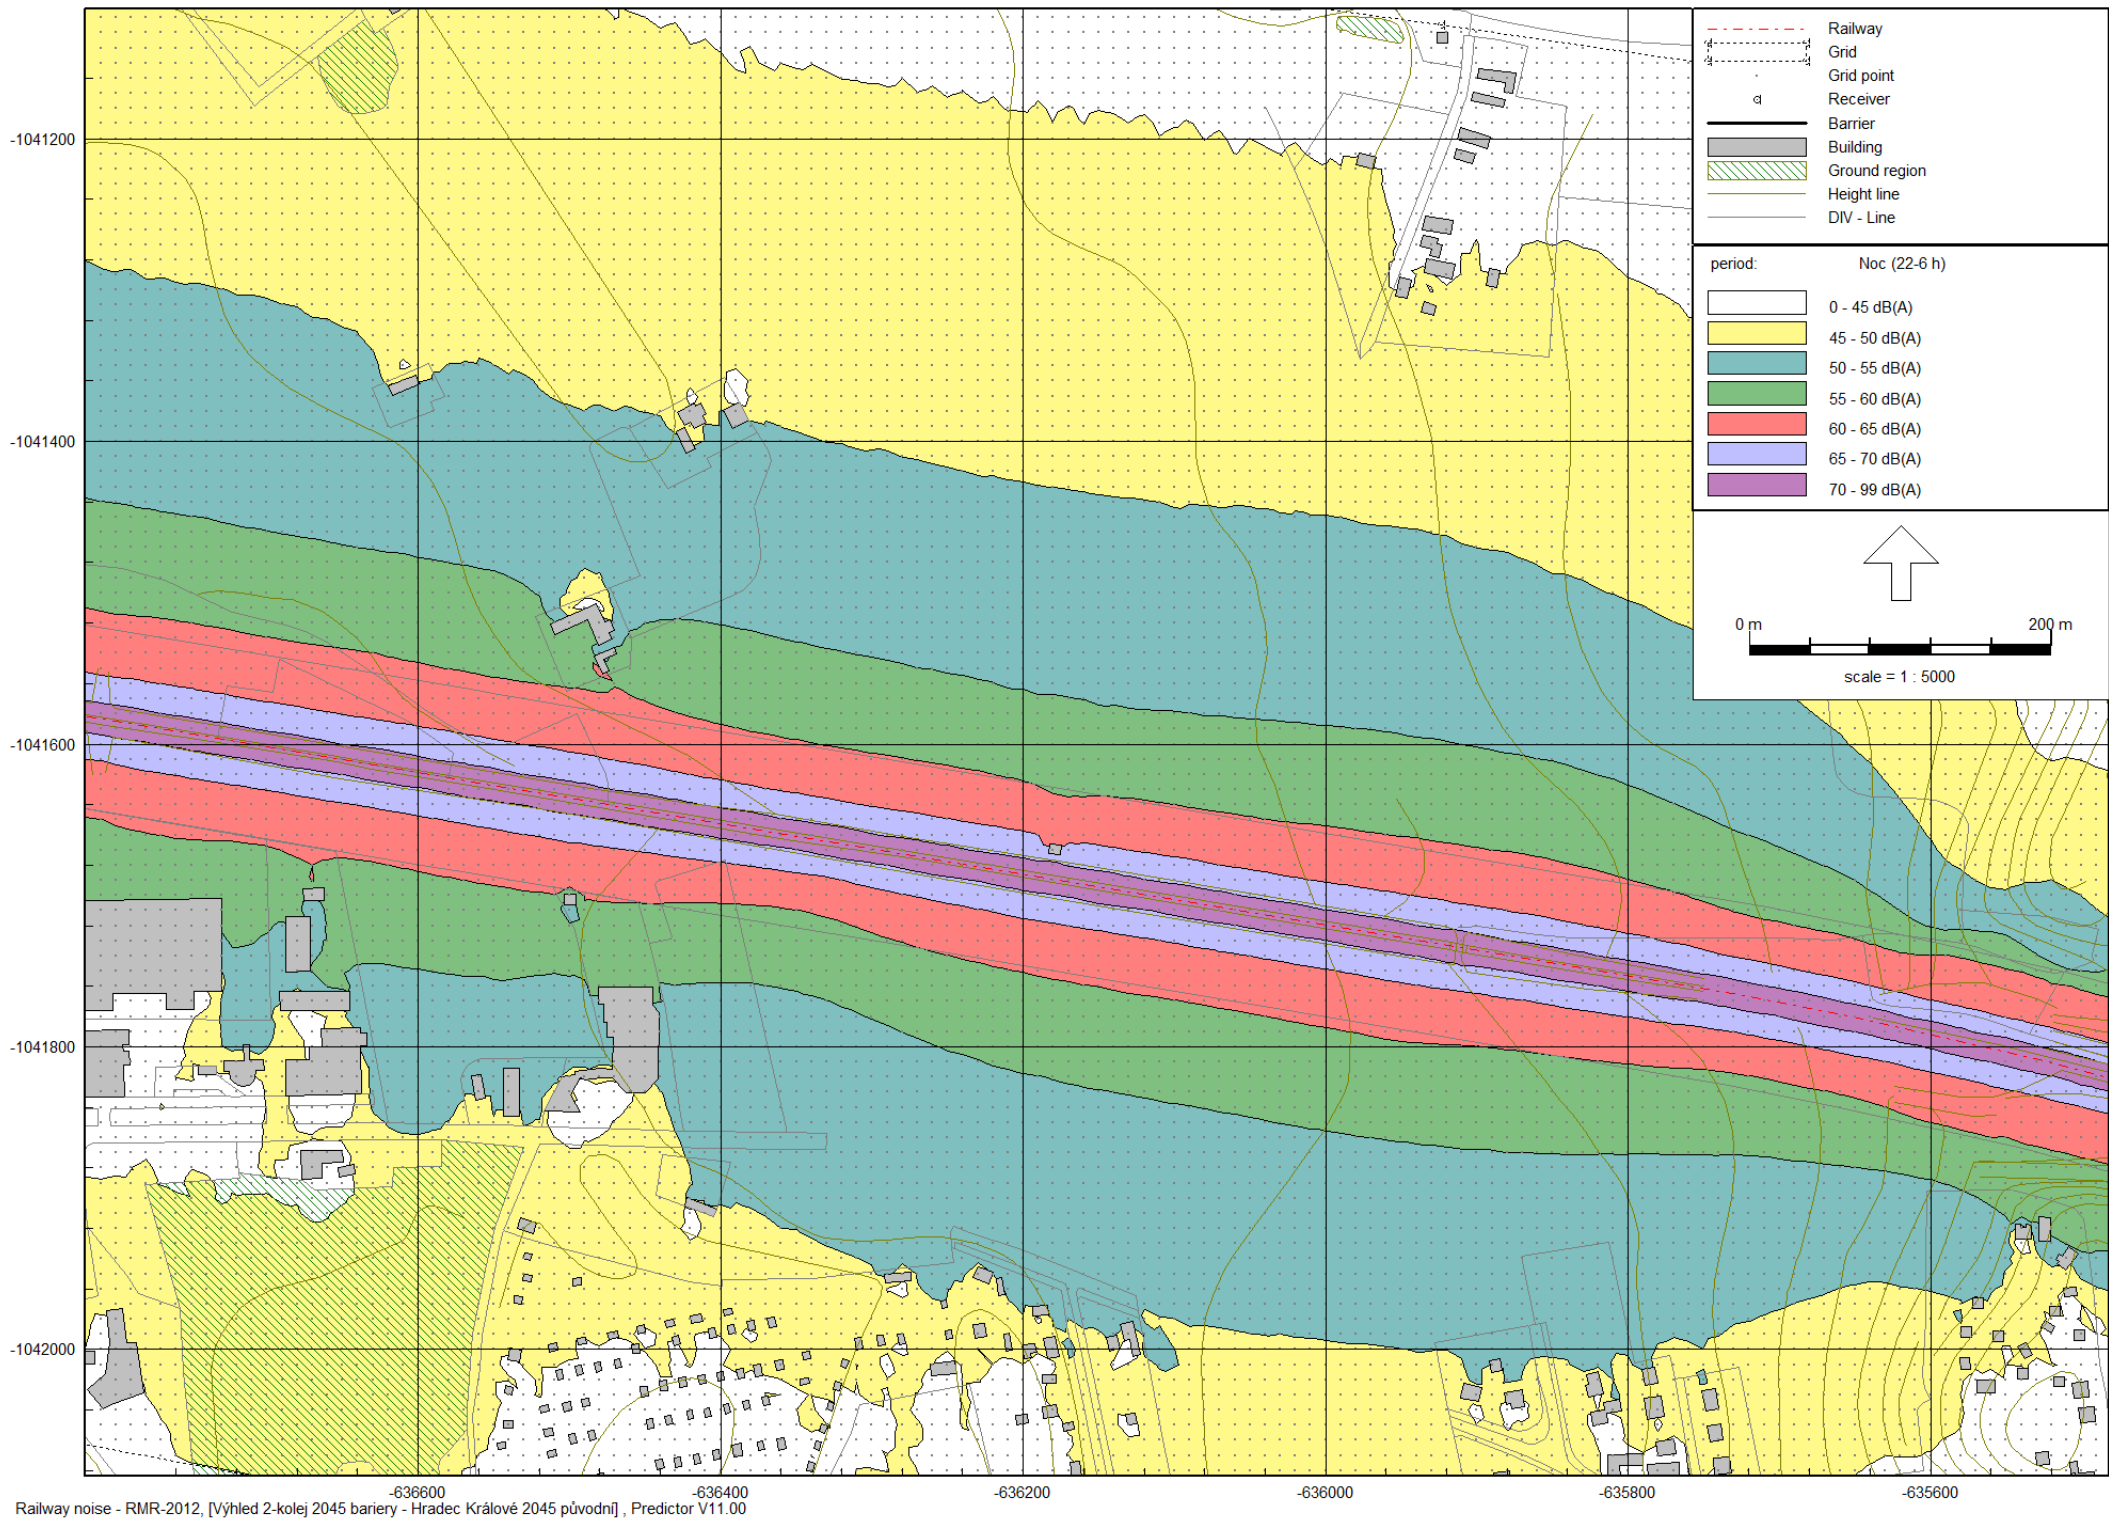 Railway
Grid
Grid point
Receiver
Barrier
Building
Ground region
Height line
DIV - Line
period: Noc (22-6 h)
0 - 45 dB(A)
45 - 50 dB(A)
50 - 55 dB(A)
55 - 60 dB(A)
60 - 65 dB(A)
65 - 70 dB(A)
70 - 99 dB(A)
0 m 200 m
scale = 1 : 5000
-1041200
-1041400
-1041600
-1041800
-1042000
-636600 -636400 -636200 -636000 -635800 -635600
Railway noise - RMR-2012, [Výhled 2-kolej 2045 bariery - Hradec Králové 2045 původní] , Predictor V11.00